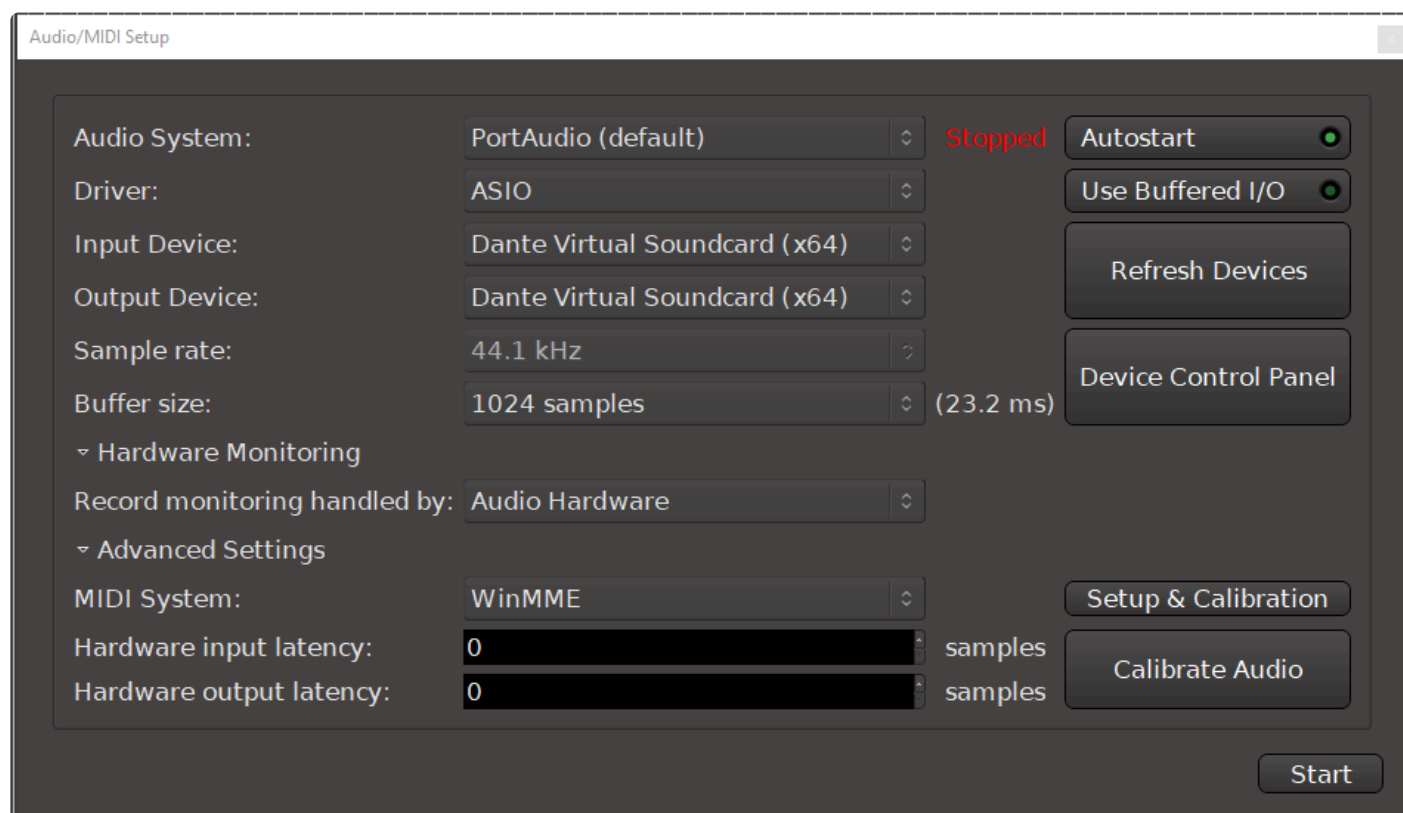 Audio/MIDI Setup
Audio System: PortAudio (default) Stopped Autostart
Driver: ASIO Use Buffered I/O
Input Device: Dante Virtual Soundcard (x64)
Refresh Devices
Output Device: Dante Virtual Soundcard (x64)
Sample rate: 44.1 kHz
Device Control Panel
Buffer size: 1024 samples (23.2 ms)
Hardware Monitoring
Record monitoring handled by: Audio Hardware
Advanced Settings
MIDI System: WinMME Setup & Calibration
Hardware input latency: 0 samples
Calibrate Audio
Hardware output latency: 0 samples
Start